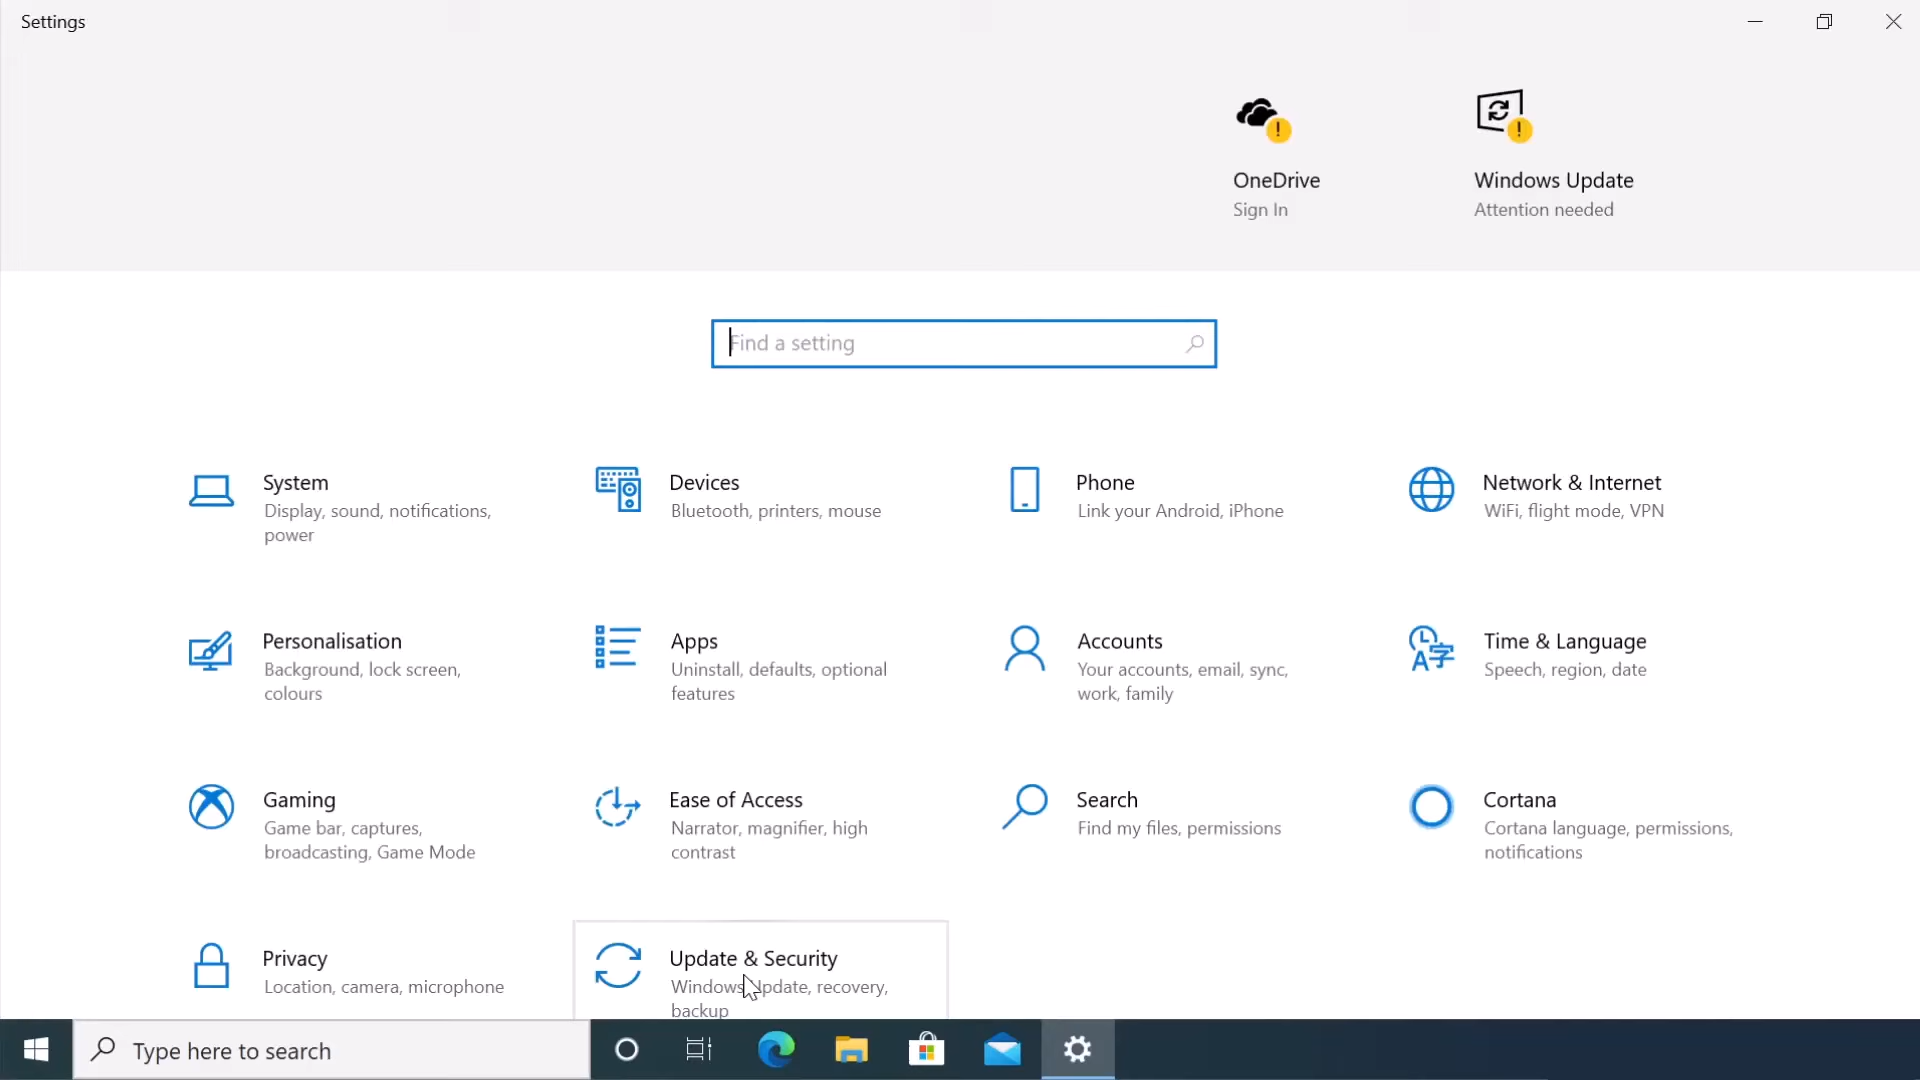 Settings
OneDrive
Sign In
Windows Update
Attention needed
Find a setting
System
Display, sound, notifications,
power
Devices
Bluetooth, printers, mouse
Phone
Link your Android, iPhone
Network & Internet
WiFi, flight mode, VPN
Personalisation
Background, lock screen,
colours
Apps
Uninstall, defaults, optional
features
Accounts
Your accounts, email, sync,
work, family
Time & Language
Speech, region, date
Gaming
Game bar, captures,
broadcasting, Game Mode
Ease of Access
Narrator, magnifier, high
contrast
Search
Find my files, permissions
Cortana
Cortana language, permissions,
notifications
Privacy
Location, camera, microphone
Update & Security
Windows Update, recovery,
backup
Type here to search